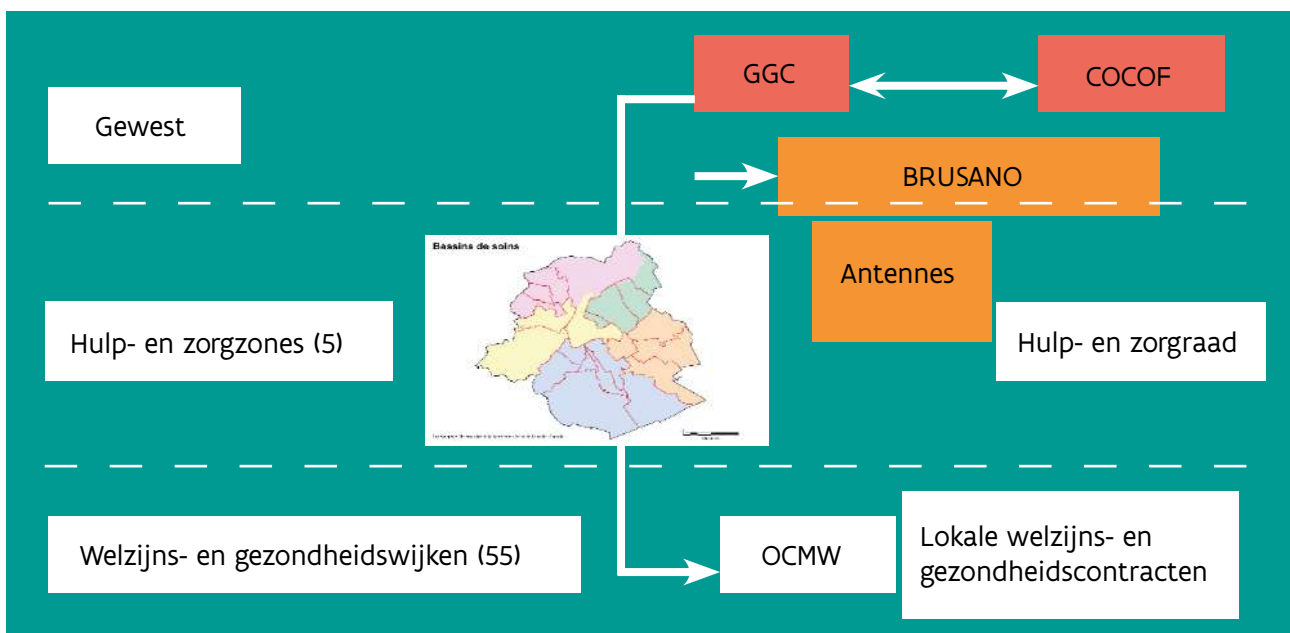 GGC
COCOF
Gewest
BRUSANO
Bassins de soins
Antennes
Hulp- en zorgzones (5)
Hulp- en zorgraad
Welzijns- en gezondheidswijken (55)
OCMW
Lokale welzijns- en
gezondheidscontracten